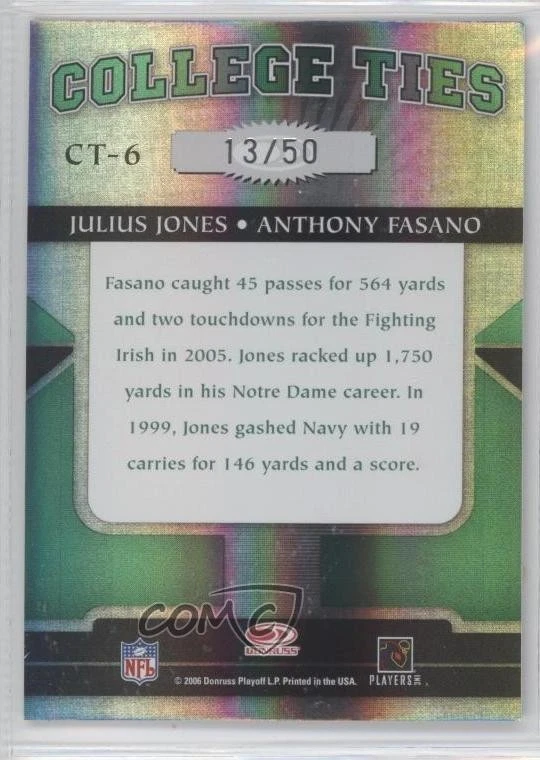 COLLEGE TIES
CT-6
13/50
JULIUS JONES • ANTHONY FASANO
Fasano caught 45 passes for 564 yards
and two touchdowns for the Fighting
Irish in 2005. Jones racked up 1,750
yards in his Notre Dame career. In
1999, Jones gashed Navy with 19
carries for 146 yards and a score.
COMC
NFL
DONRUSS
PLAYERS INC
© 2006 Donruss Playoff L.P. Printed in the USA.